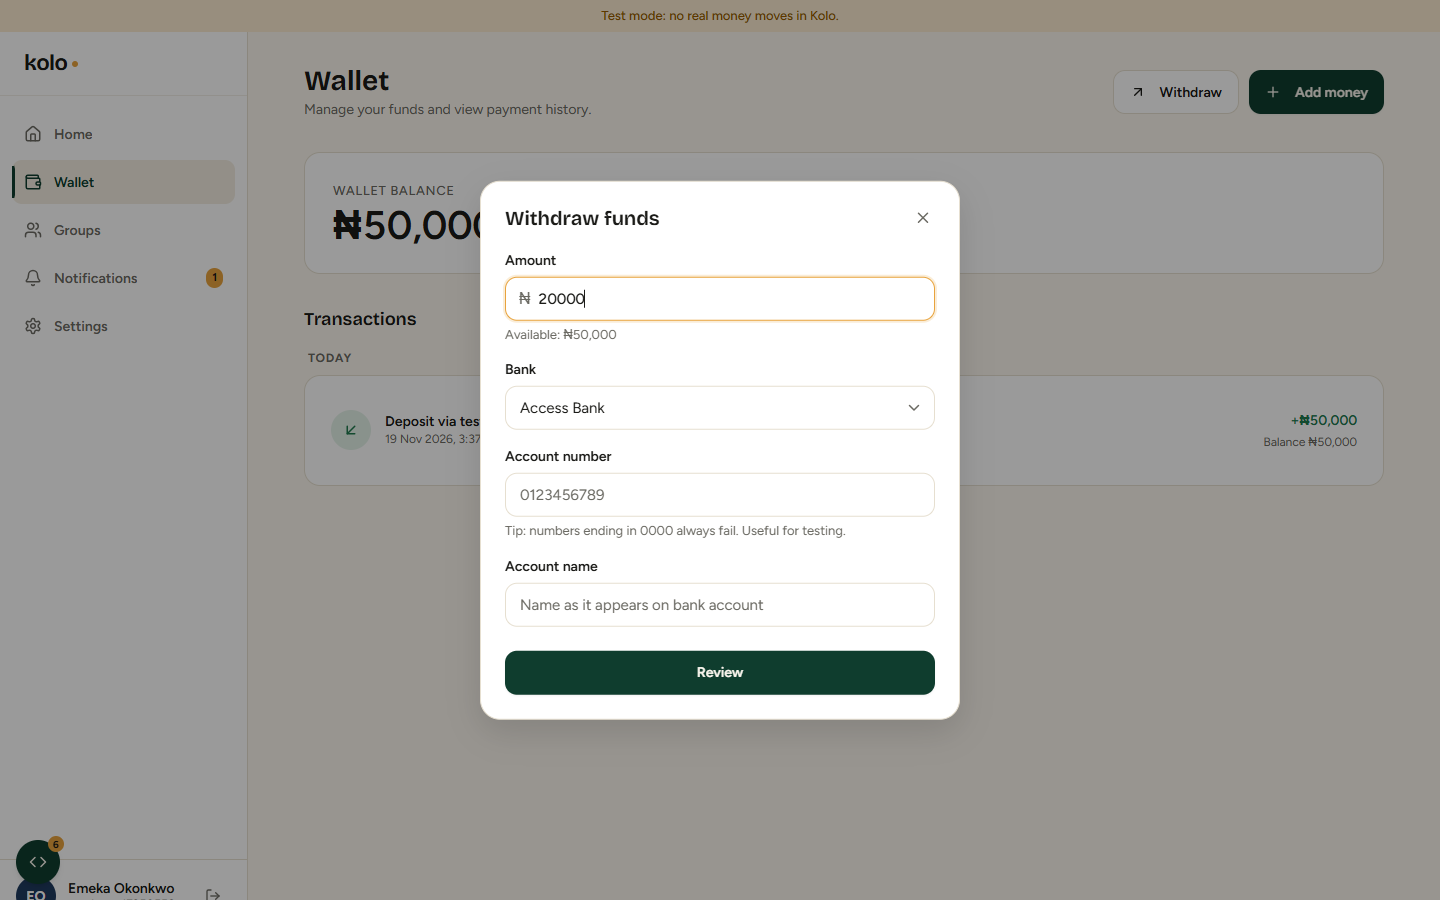 Test mode: no real money moves in Kolo.
kolo
Home
Wallet
Groups
Notifications
1
Settings
6
EO
Emeka Okonkwo
Wallet
Manage your funds and view payment history.
Withdraw
Add money
WALLET BALANCE
₦50,000
Transactions
TODAY
Deposit via tes
19 Nov 2026, 3:37
+₦50,000
Balance ₦50,000
Withdraw funds
Amount
₦ 20000
Available: ₦50,000
Bank
Access Bank
Account number
0123456789
Tip: numbers ending in 0000 always fail. Useful for testing.
Account name
Name as it appears on bank account
Review